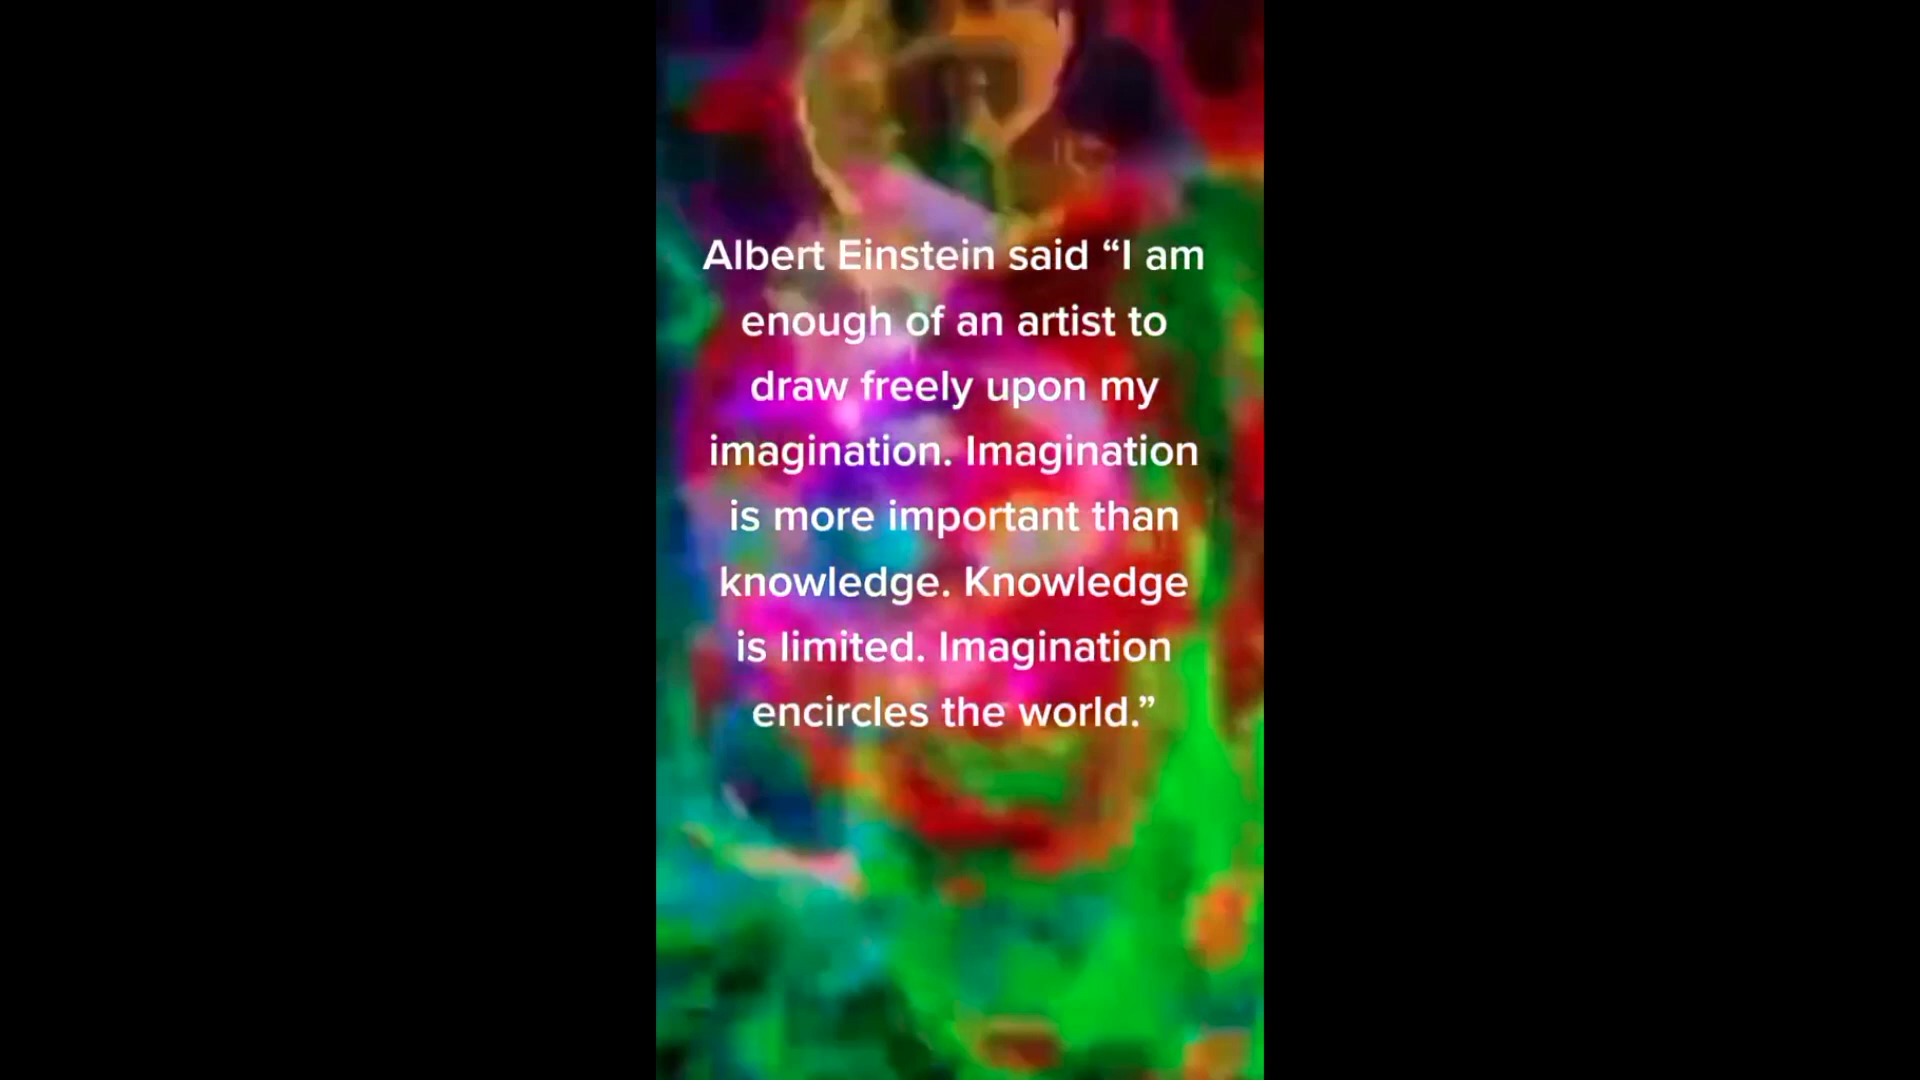 Albert Einstein said “I am
enough of an artist to
draw freely upon my
imagination. Imagination
is more important than
knowledge. Knowledge
is limited. Imagination
encircles the world.”